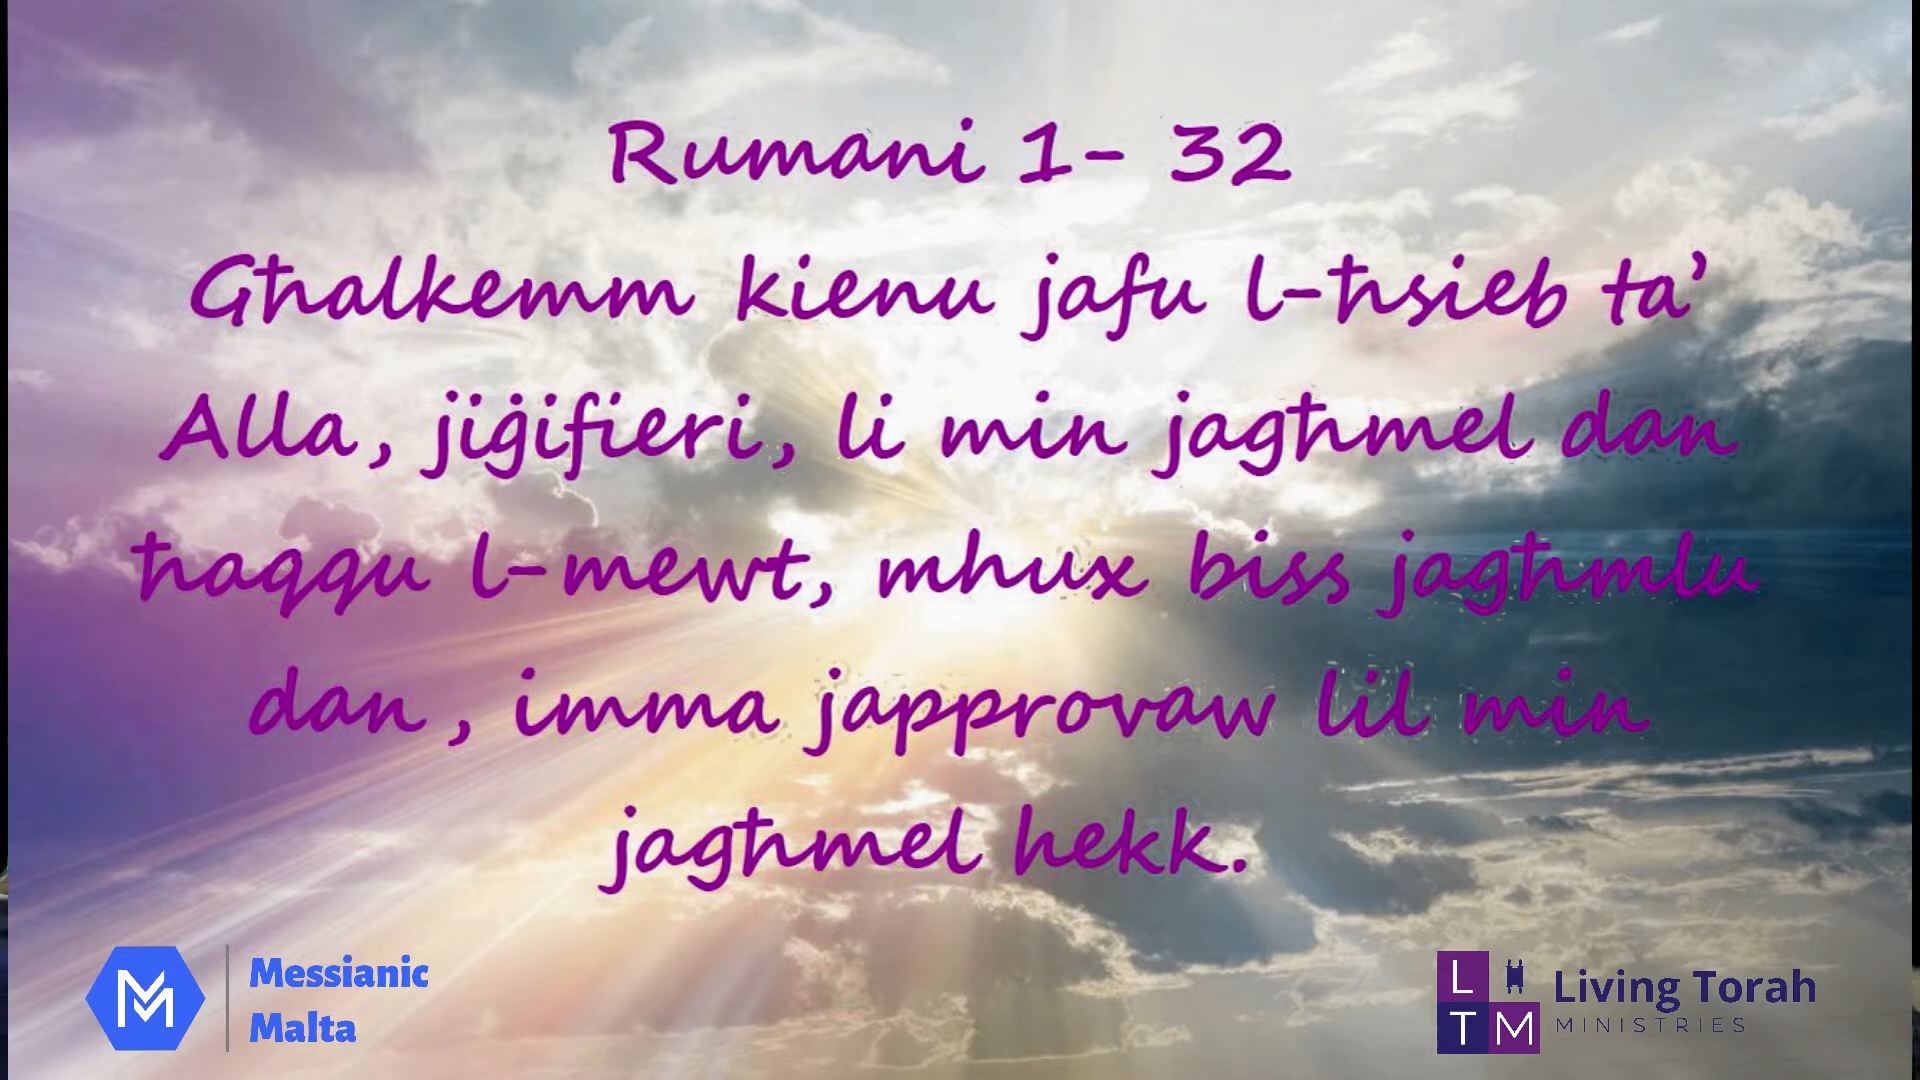 Rumani 1- 32
Għalkemm kienu jafu l-ħsieb ta’
Alla, jiġifieri, li min jagħmel dan
ħaqqu l-mewt, mhux biss jagħmlu
dan, imma japprovaw lil min
jagħmel hekk.
Messianic
Malta
LTM
Living Torah
MINISTRIES